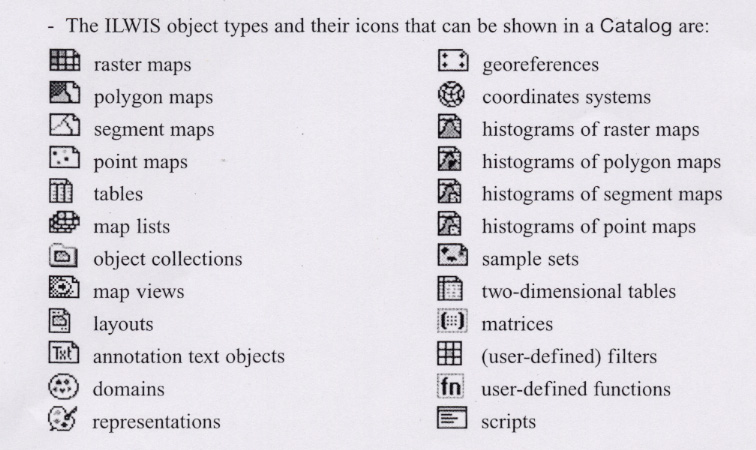 - The ILWIS object types and their icons that can be shown in a Catalog are:
raster maps
polygon maps
segment maps
point maps
tables
map lists
object collections
map views
layouts
Txt annotation text objects
domains
representations
georeferences
coordinates systems
histograms of raster maps
histograms of polygon maps
histograms of segment maps
histograms of point maps
sample sets
two-dimensional tables
matrices
(user-defined) filters
fn user-defined functions
scripts